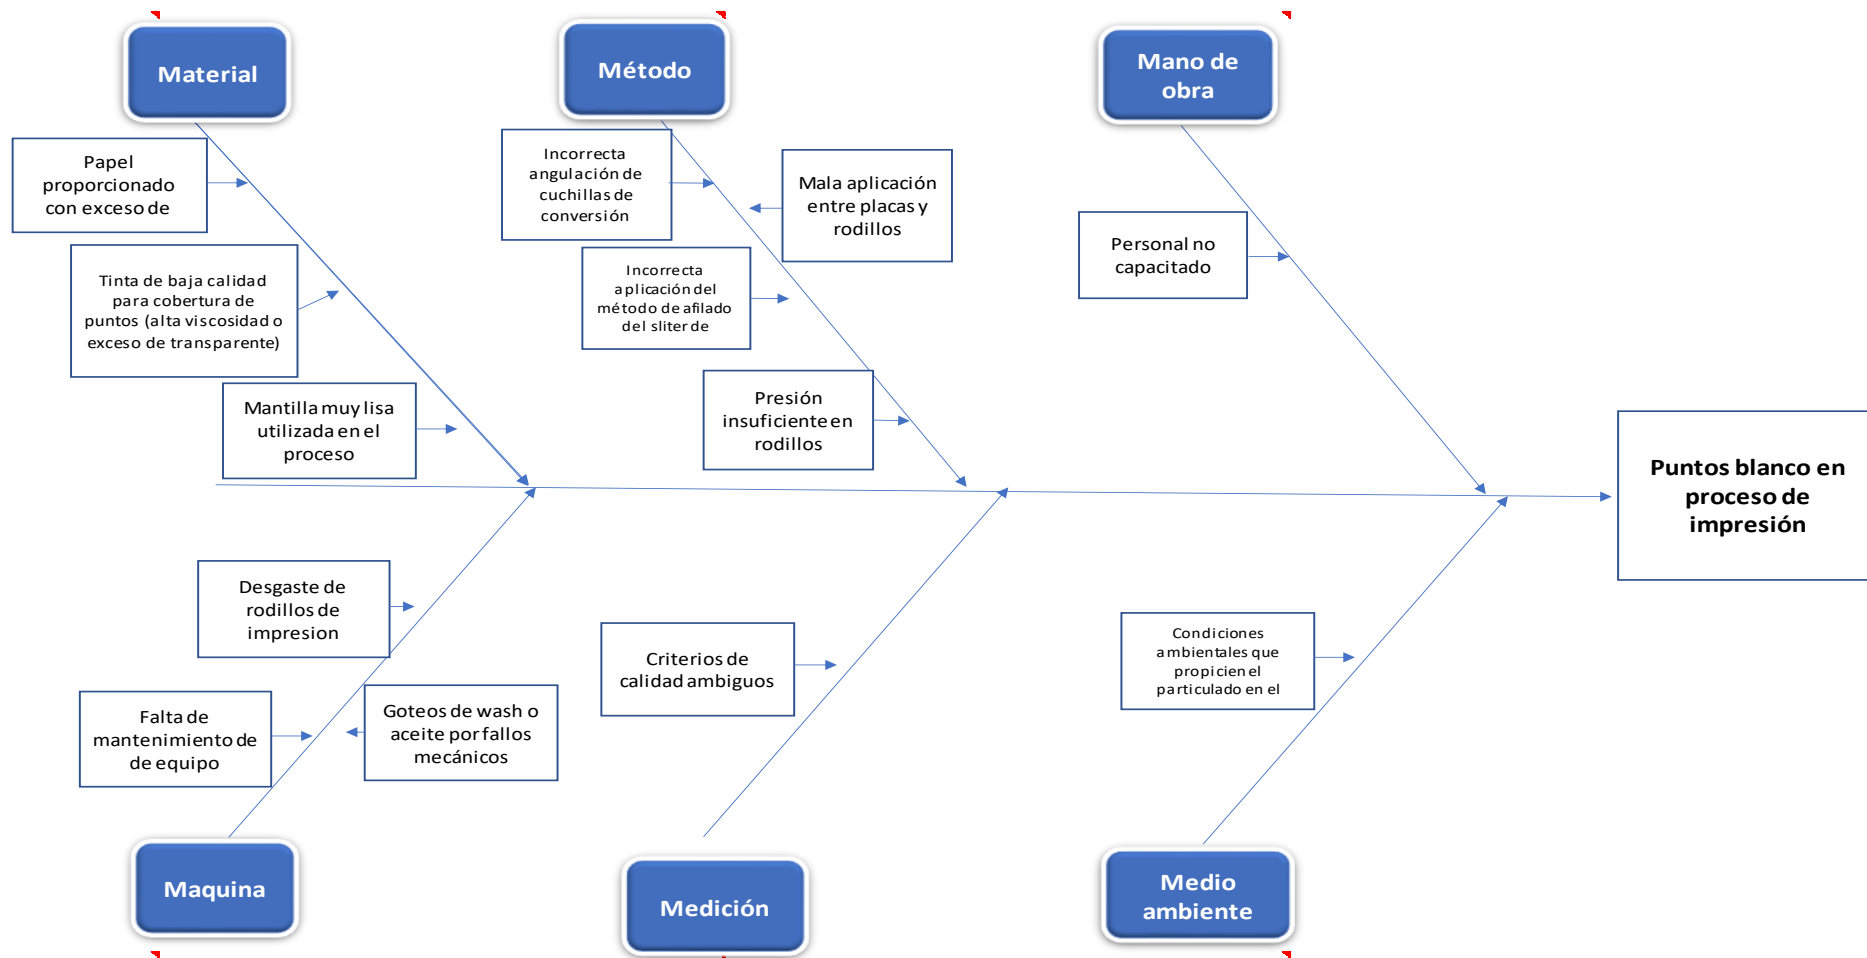 Material
Método
Mano de
obra
Papel
proporcionado
con exceso de
Incorrecta
angulación de
cuchillas de
conversión
Mala aplicación
entre placas y
rodillos
Personal no
capacitado
Tinta de baja calidad
para cobertura de
puntos (alta viscosidad o
exceso de transparente)
Incorrecta
aplicación del
método de afilado
del sliter de
Mantilla muy lisa
utilizada en el
proceso
Presión
insuficiente en
rodillos
Puntos blanco en
proceso de
impresión
Desgaste de
rodillos de
impresion
Criterios de
calidad ambiguos
Condiciones
ambientales que
propicien el
particulado en el
Falta de
mantenimiento de
de equipo
Goteos de wash o
aceite por fallos
mecánicos
Maquina
Medición
Medio
ambiente